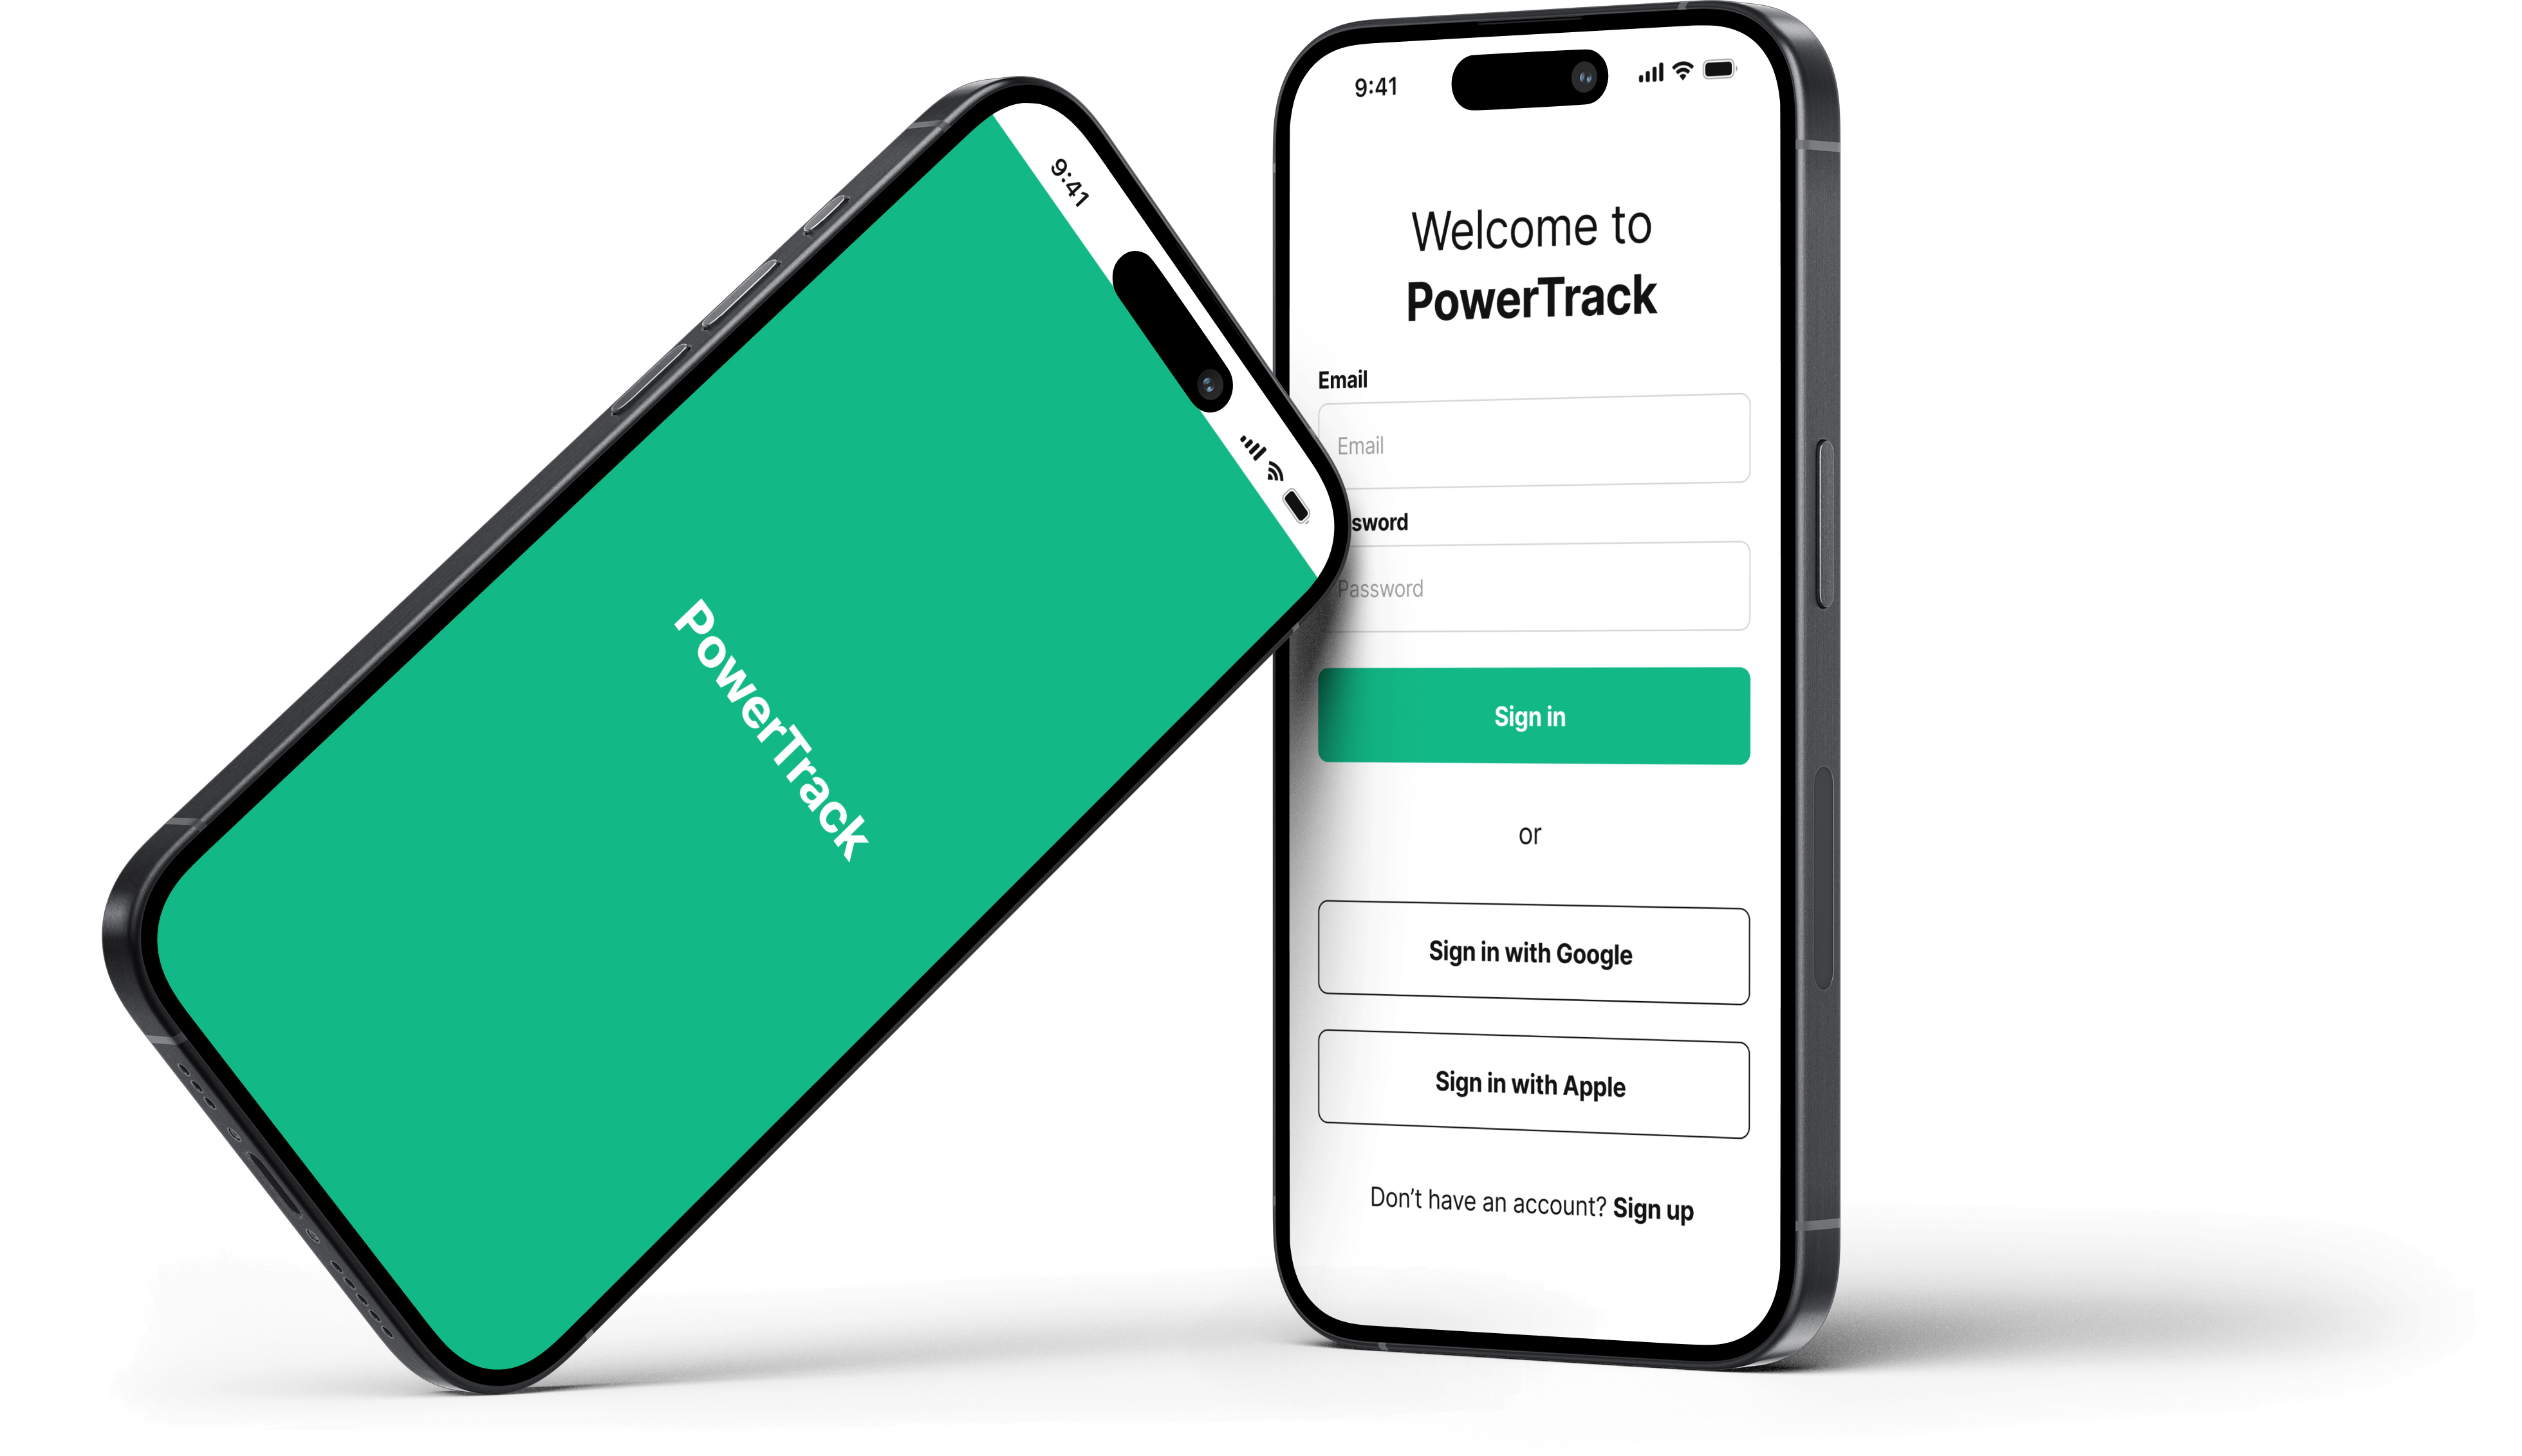 9:41
PowerTrack
9:41
Welcome to
PowerTrack
Email
Email
sword
Password
Sign in
or
Sign in with Google
Sign in with Apple
Don't have an account? Sign up